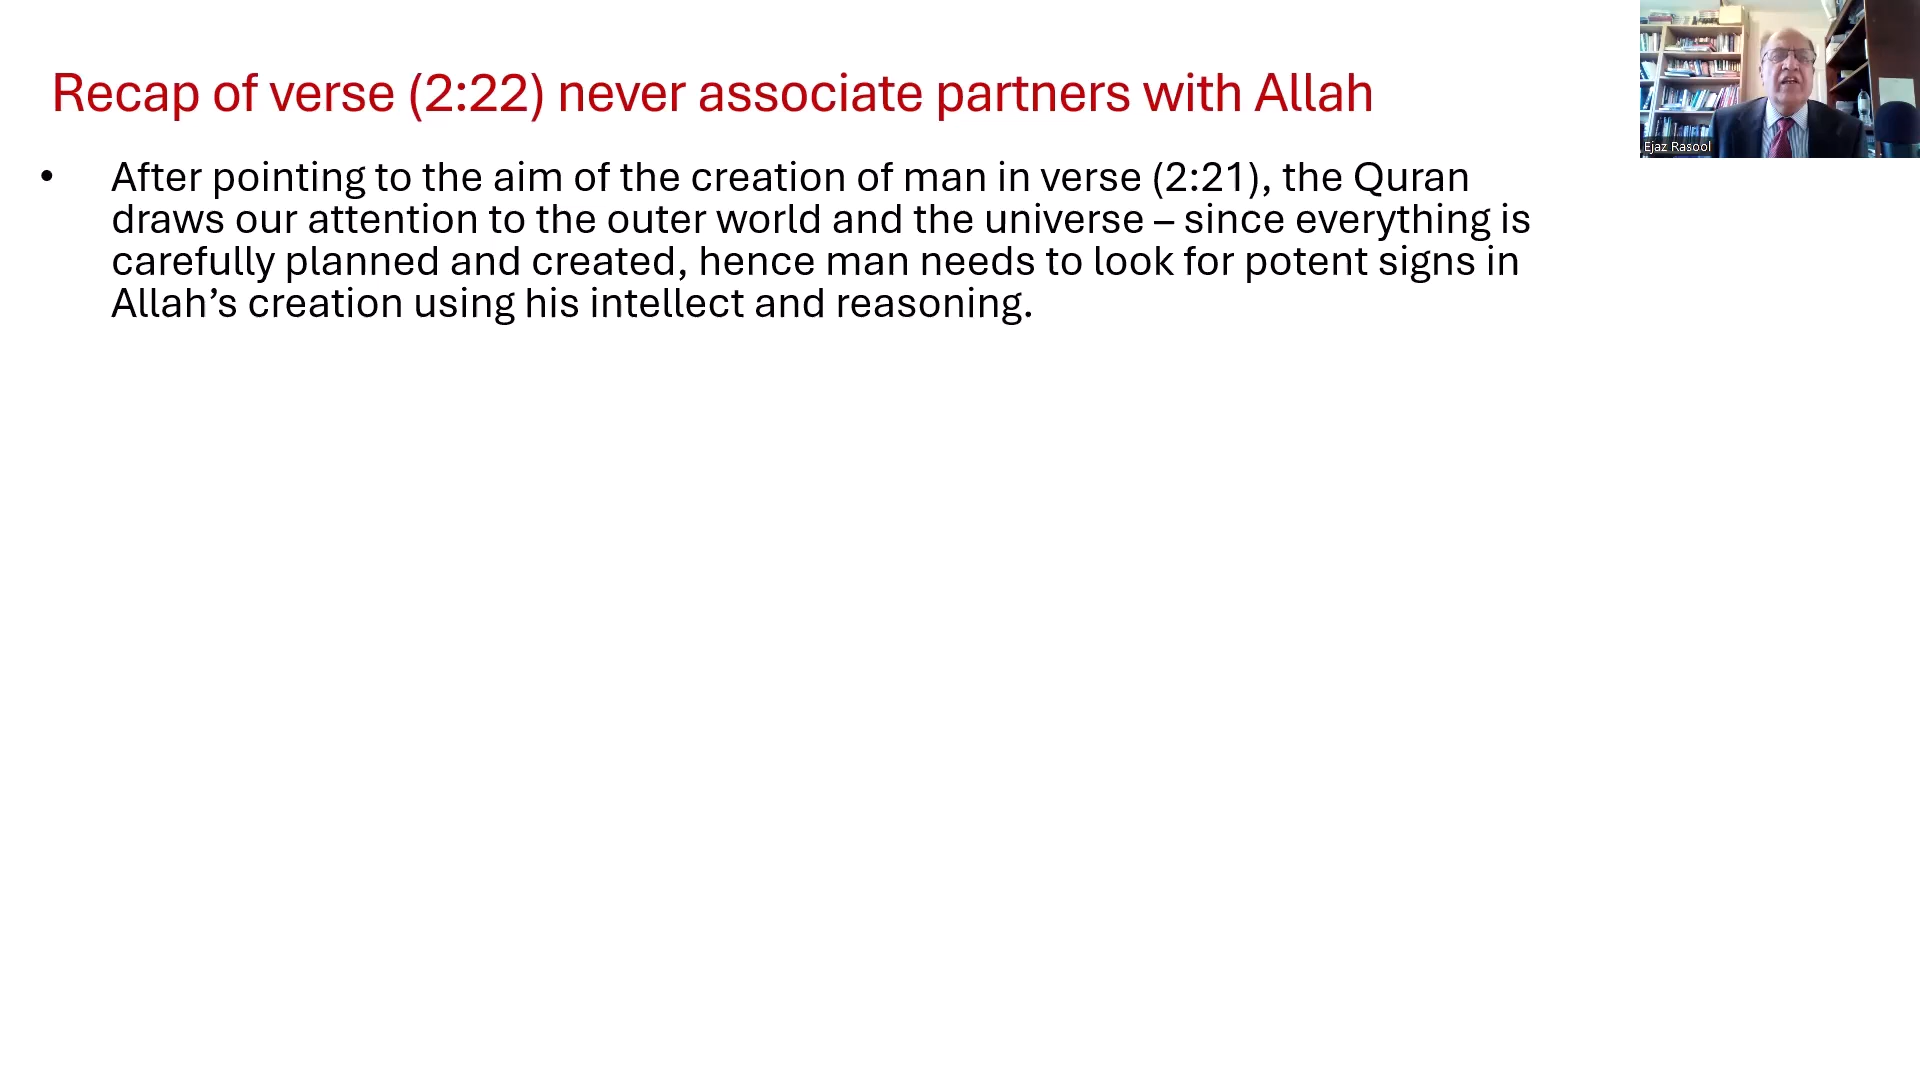 Recap of verse (2:22) never associate partners with Allah
• After pointing to the aim of the creation of man in verse (2:21), the Quran
draws our attention to the outer world and the universe – since everything is
carefully planned and created, hence man needs to look for potent signs in
Allah’s creation using his intellect and reasoning.
Ejaz Rasool